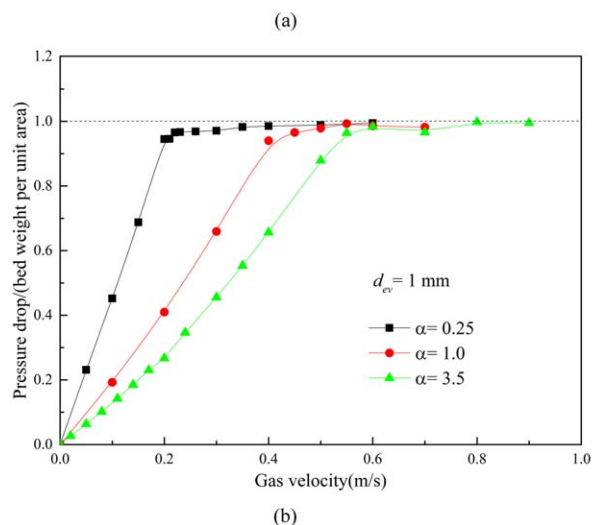 (a)
1.2
1.0
0.8
0.6
0.4
0.2
0.0
Pressure drop/(bed weight per unit area)
d_ev= 1 mm
α= 0.25
α= 1.0
α= 3.5
0.0 0.2 0.4 0.6 0.8 1.0
Gas velocity(m/s)
(b)